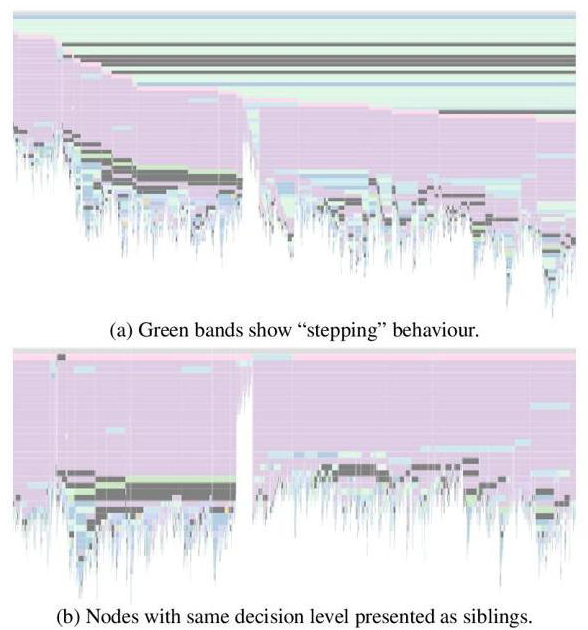 (a) Green bands show “stepping” behaviour.
(b) Nodes with same decision level presented as siblings.